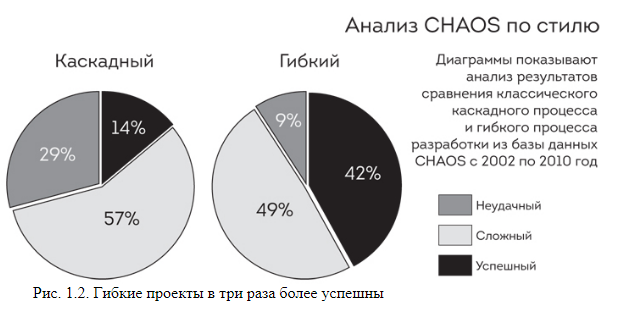 Анализ CHAOS по стилю
Каскадный
Гибкий
14%
29%
57%
9%
42%
49%
Диаграммы показывают
анализ результатов
сравнения классического
каскадного процесса
и гибкого процесса
разработки из базы данных
CHAOS с 2002 по 2010 год
Неудачный
Сложный
Успешный
Рис. 1.2. Гибкие проекты в три раза более успешны